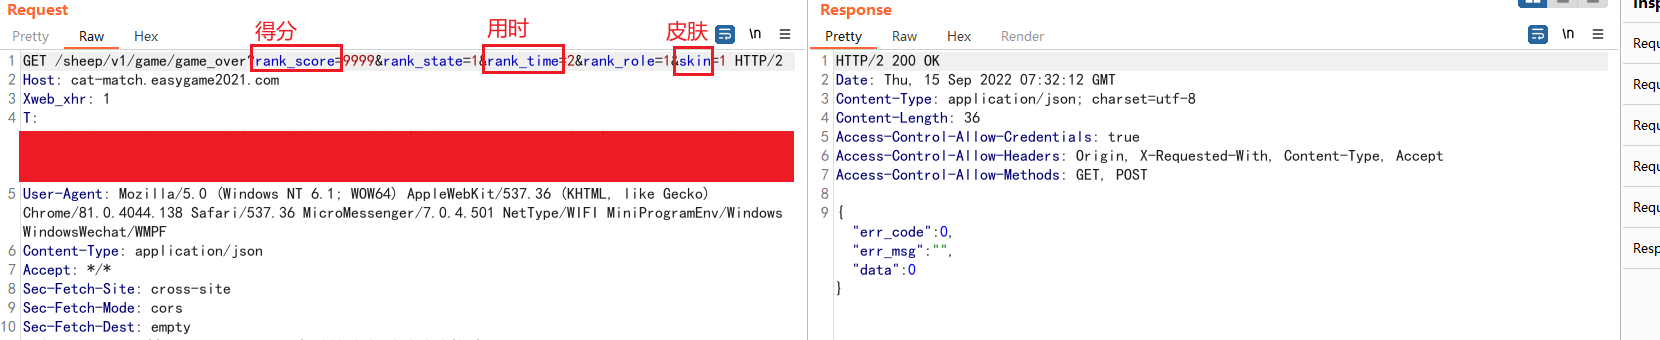 Request
Pretty Raw Hex
\n
得分 用时 皮肤
1 GET /sheep/v1/game/game_over?rank_score=9999&rank_state=1&rank_time=2&rank_role=1&skin=1 HTTP/2
2 Host: cat-match.easygame2021.com
3 Xweb_xhr: 1
4 T:
5 User-Agent: Mozilla/5.0 (Windows NT 6.1; WOW64) AppleWebKit/537.36 (KHTML, like Gecko)
Chrome/81.0.4044.138 Safari/537.36 MicroMessenger/7.0.4.501 NetType/WIFI MiniProgramEnv/Windows
WindowsWechat/WMPF
6 Content-Type: application/json
7 Accept: */*
8 Sec-Fetch-Site: cross-site
9 Sec-Fetch-Mode: cors
10 Sec-Fetch-Dest: empty
Response
Pretty Raw Hex Render
\n
1 HTTP/2 200 OK
2 Date: Thu, 15 Sep 2022 07:32:12 GMT
3 Content-Type: application/json; charset=utf-8
4 Content-Length: 36
5 Access-Control-Allow-Credentials: true
6 Access-Control-Allow-Headers: Origin, X-Requested-With, Content-Type, Accept
7 Access-Control-Allow-Methods: GET, POST
8
9 {
"err_code":0,
"err_msg":"",
"data":0
}
Insp
Requ
Requ
Requ
Requ
Requ
Resp